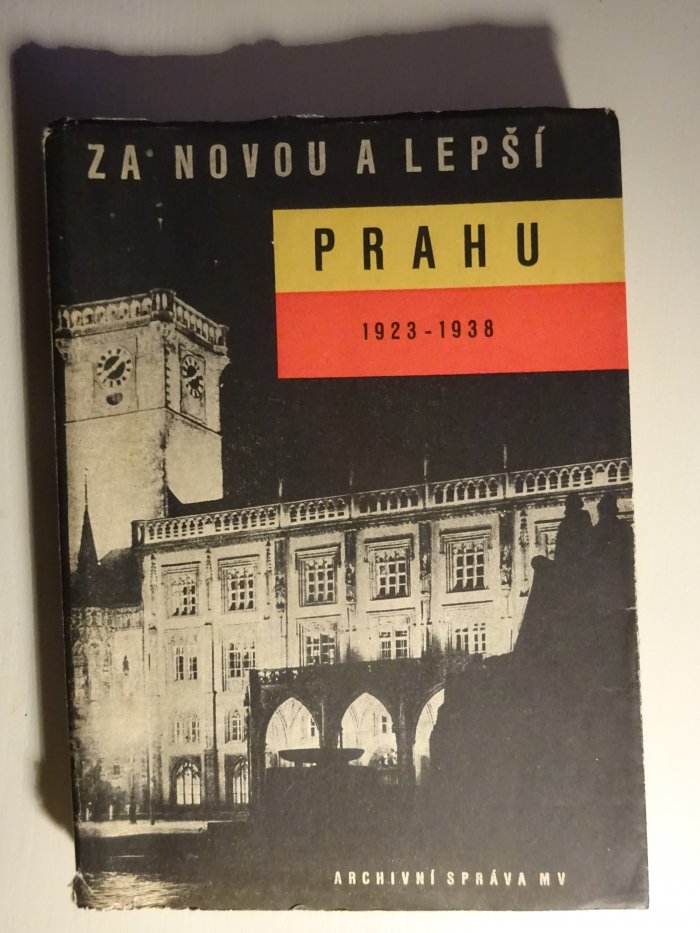 ZA NOVOU A LEPŠÍ
PRAHU
1923-1938
ARCHIVNÍ SPRÁVA MV